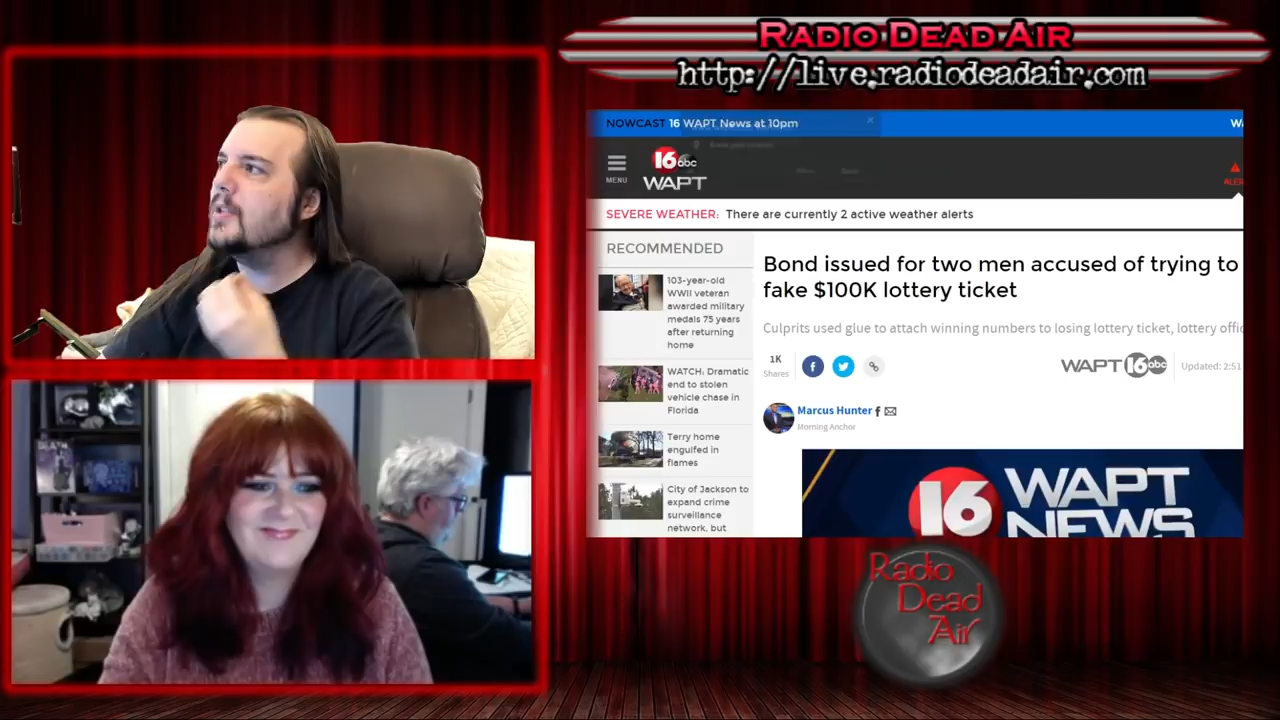 RADIO DEAD AIR
http://live.radiodeadair.com
NOWCAST 16 WAPT News at 10pm
MENU
16 abc
WAPT
SEVERE WEATHER: There are currently 2 active weather alerts
RECOMMENDED
103-year-old
WWII veteran
awarded military
medals 75 years
after returning
home
WATCH: Dramatic
end to stolen
vehicle chase in
Florida
Terry home
engulfed in
flames
City of Jackson to
expand crime
surveillance
network, but
Bond issued for two men accused of trying to
fake $100K lottery ticket
Culprits used glue to attach winning numbers to losing lottery ticket, lottery offic
1K
Shares
WAPT 16 abc
Updated: 2:51
Marcus Hunter
Morning Anchor
16 WAPT
NEWS
Radio
Dead
Air